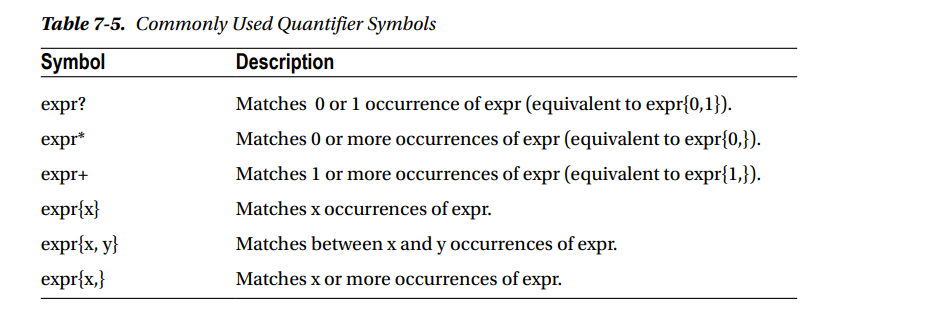 Table 7-5. Commonly Used Quantifier Symbols
Symbol Description
expr? Matches 0 or 1 occurrence of expr (equivalent to expr{0,1}).
expr* Matches 0 or more occurrences of expr (equivalent to expr{0,}).
expr+ Matches 1 or more occurrences of expr (equivalent to expr{1,}).
expr{x} Matches x occurrences of expr.
expr{x, y} Matches between x and y occurrences of expr.
expr{x,} Matches x or more occurrences of expr.